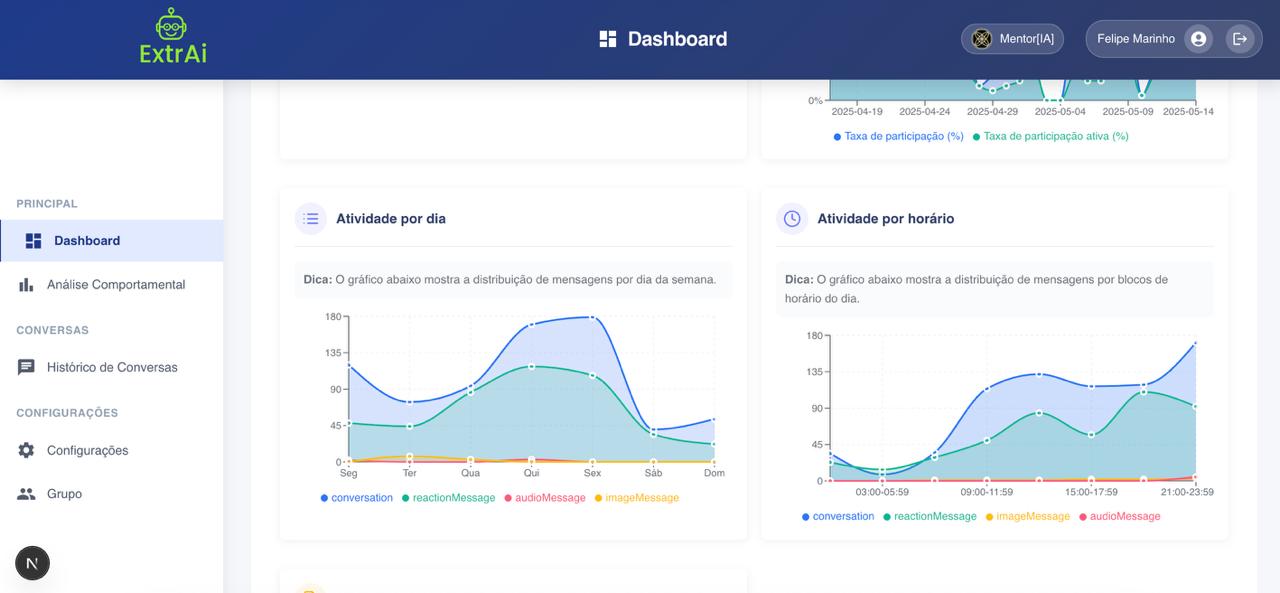 ExtrAi
Dashboard
Mentor[IA]
Felipe Marinho
PRINCIPAL
Dashboard
Análise Comportamental
CONVERSAS
Histórico de Conversas
CONFIGURAÇÕES
Configurações
Grupo
N
0%
2025-04-19 2025-04-24 2025-04-29 2025-05-04 2025-05-09 2025-05-14
Taxa de participação (%) Taxa de participação ativa (%)
Atividade por dia
Dica: O gráfico abaixo mostra a distribuição de mensagens por dia da semana.
180
135
90
45
0
Seg Ter Qua Qui Sex Sáb Dom
conversation reactionMessage audioMessage imageMessage
Atividade por horário
Dica: O gráfico abaixo mostra a distribuição de mensagens por blocos de
horário do dia.
180
135
90
45
0
03:00-05:59 09:00-11:59 15:00-17:59 21:00-23:59
conversation reactionMessage imageMessage audioMessage